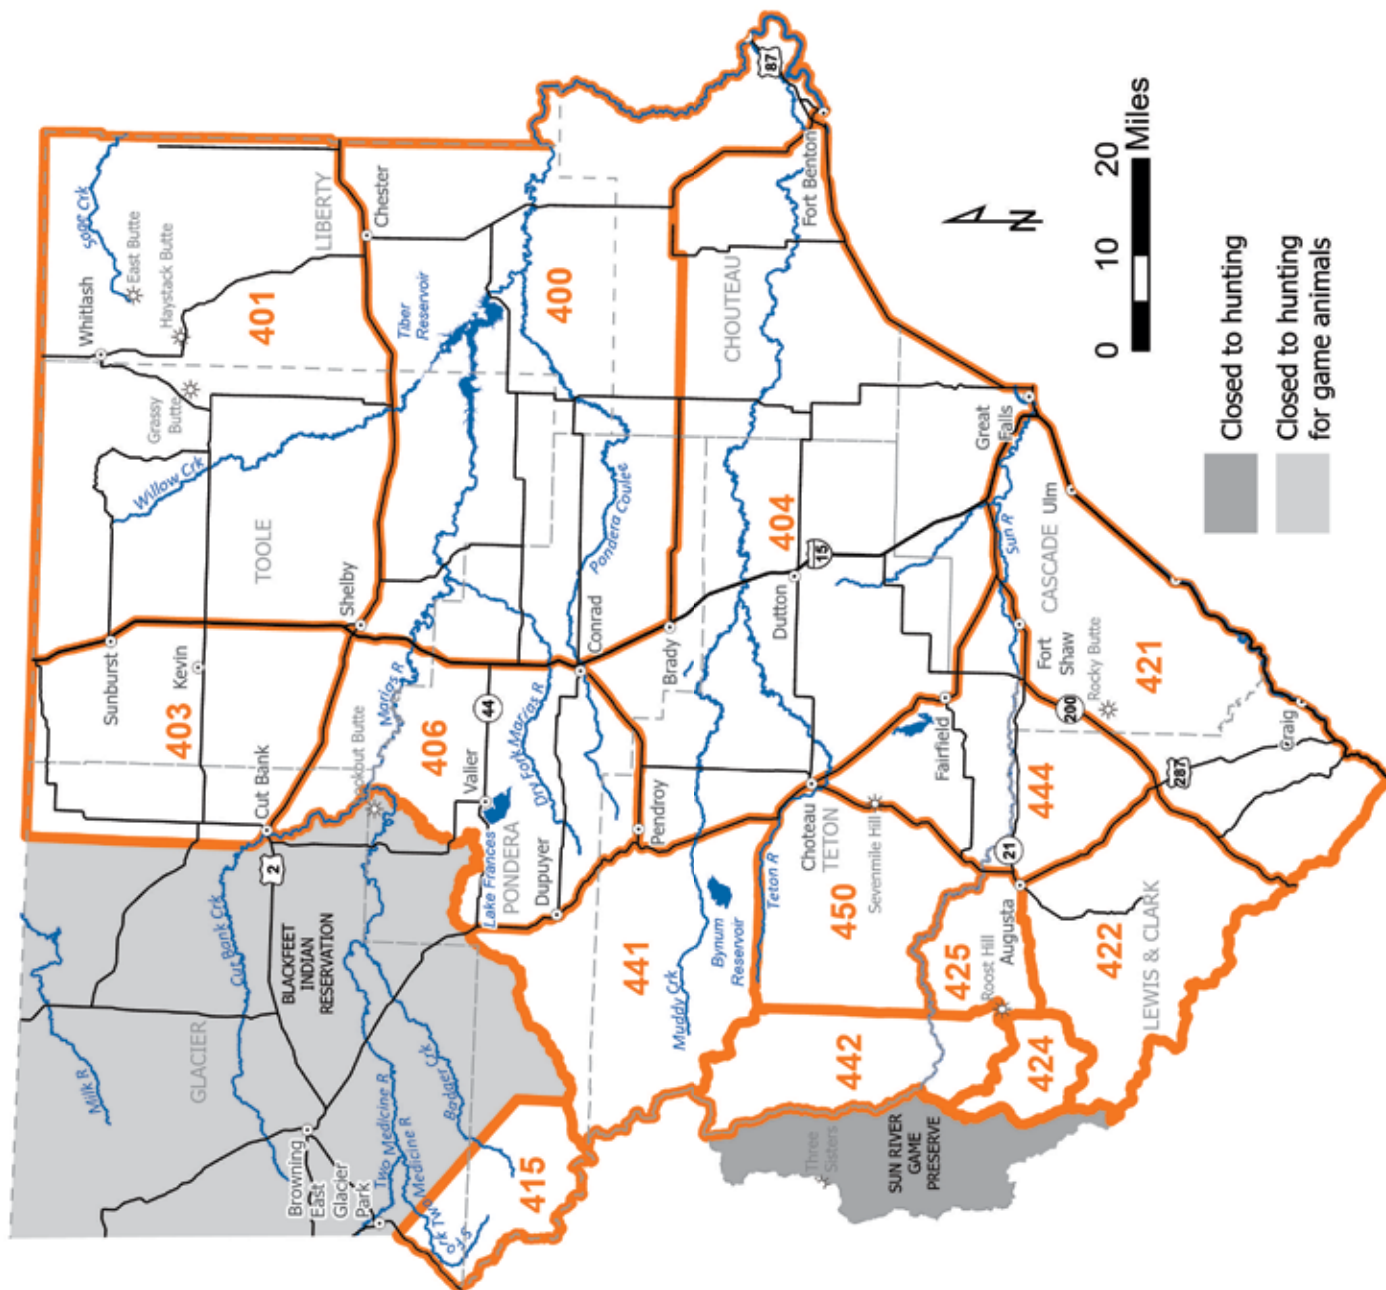 Sage Crk
East Butte
Whitlash
Haystack Butte
401
LIBERTY
Chester
Grassy
Butte
Willow Crk
Tiber
Reservoir
Sunburst
Kevin
403
TOOLE
Shelby
Cut Bank
Lookout Butte
Marias R
406
44
Valier
Dry Fork Marias R
Conrad
Pondera Coulee
400
87
Fort Benton
CHOUTEAU
Brady
404
Dutton
15
Lake Frances
PONDERA
Dupuyer
Pendroy
Milk R
GLACIER
Cut Bank Crk
2
BLACKFEET
INDIAN
RESERVATION
Browning
East
Glacier
Park
Two Medicine R
Badger Crk
Medicine R
415
441
Muddy Crk
Bynum
Reservoir
Teton R
Choteau
TETON
Sevenmile Hill
450
442
Three
Sisters
SUN RIVER
GAME
PRESERVE
425
Roost Hill
Augusta
424
422
LEWIS & CLARK
21
444
Fairfield
Great
Falls
Ulm
Sun R
CASCADE
Fort
Shaw
Rocky Butte
200
421
287
Craig
N
0
10
20
Miles
Closed to hunting
Closed to hunting
for game animals